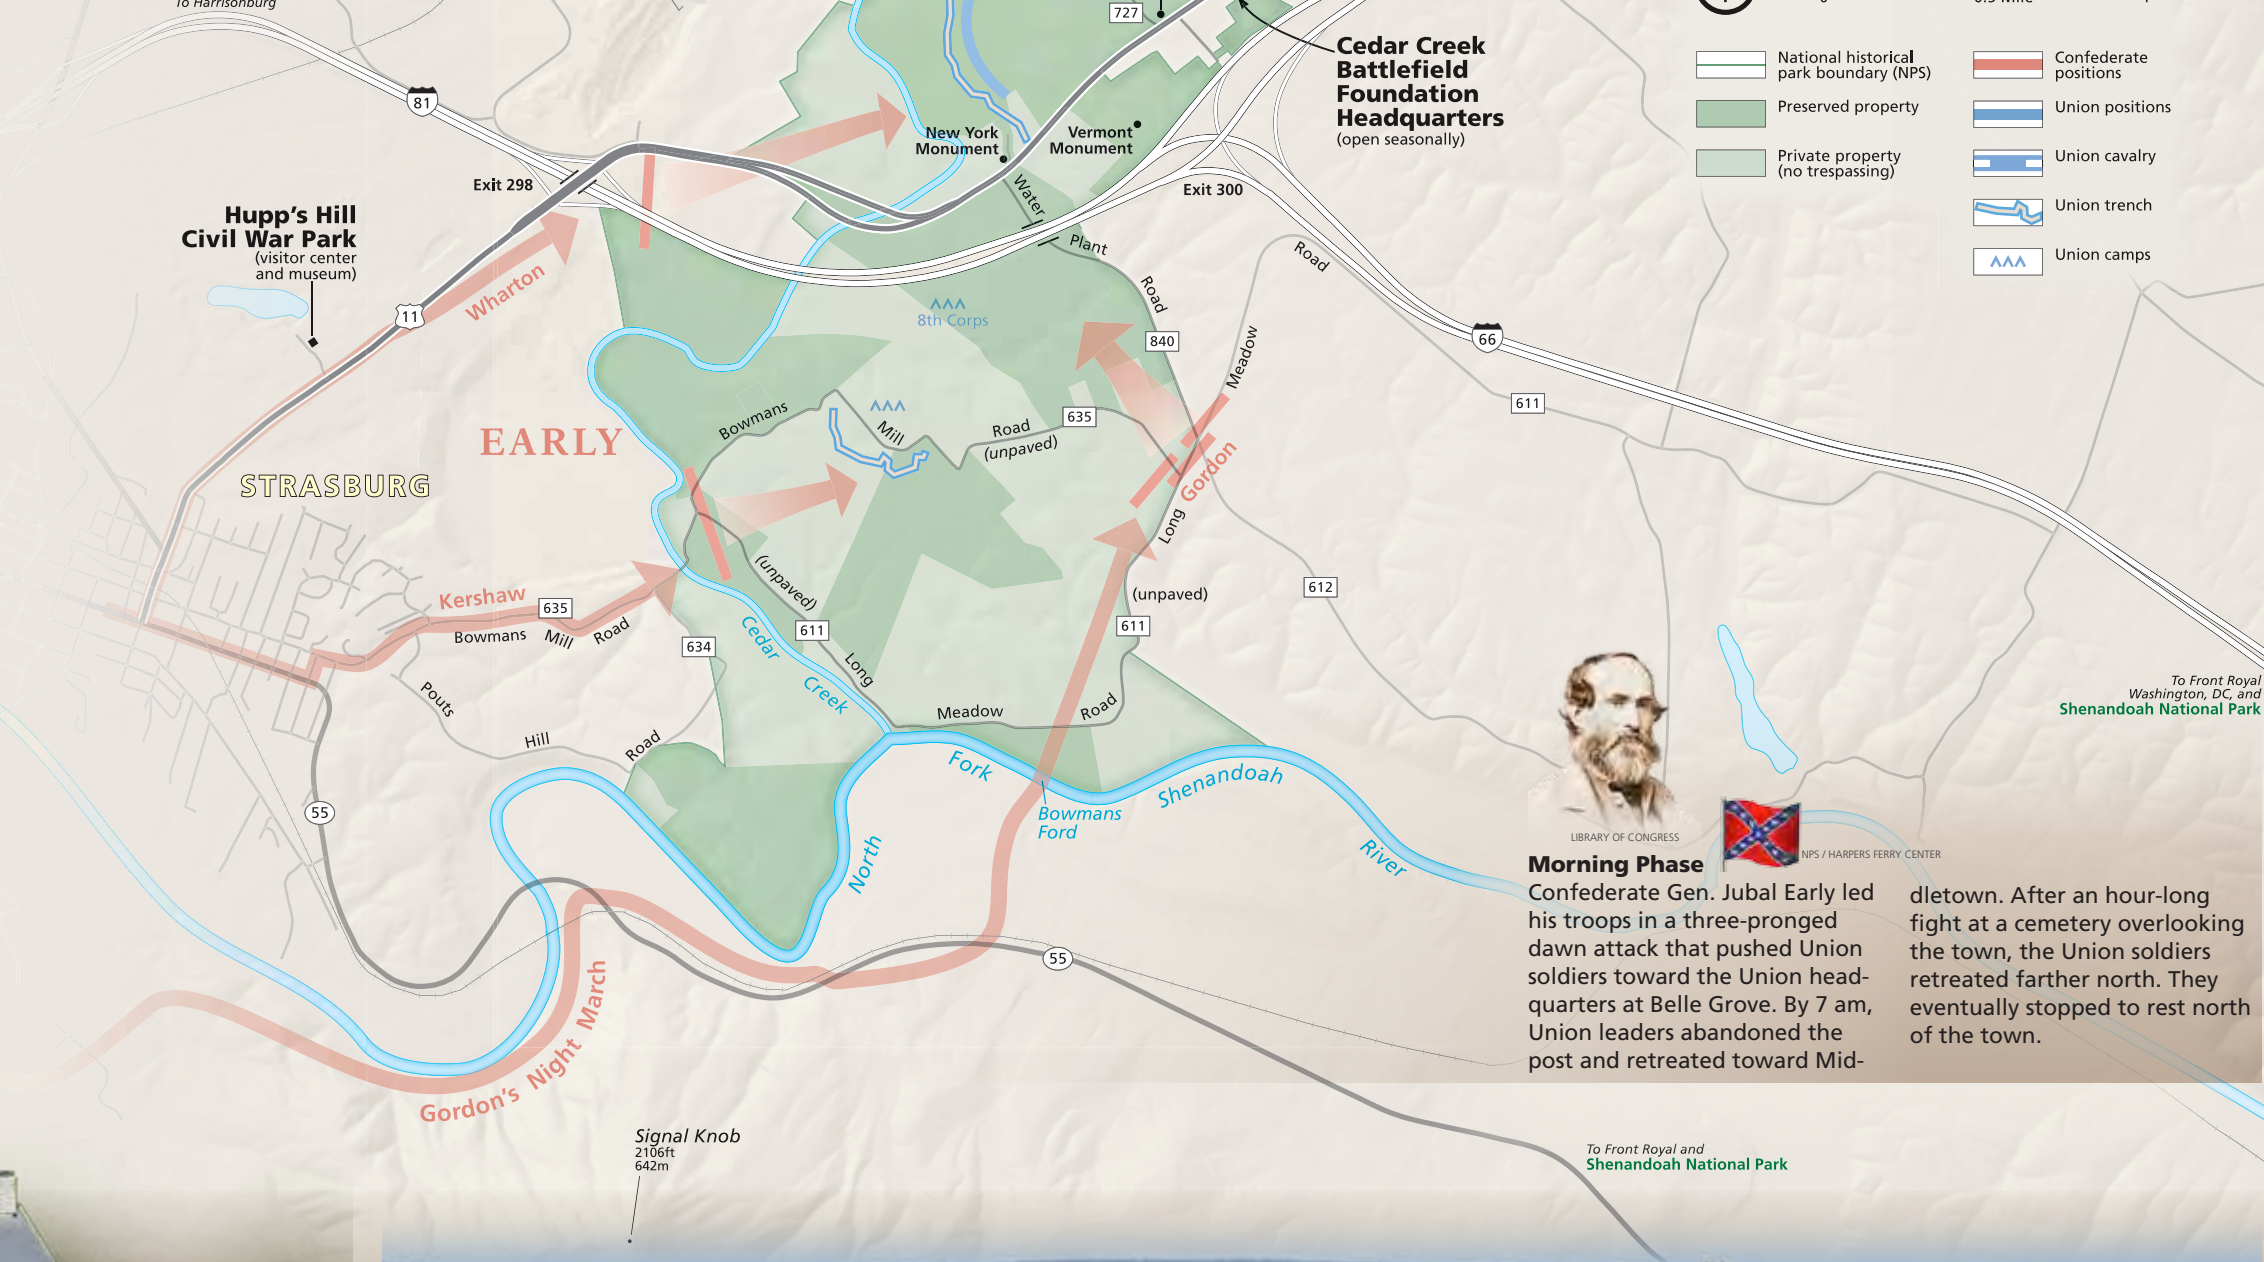 To Harrisonburg
727
Cedar Creek
Battlefield
Foundation
Headquarters
(open seasonally)
National historical
park boundary (NPS)
Preserved property
Private property
(no trespassing)
Confederate
positions
Union positions
Union cavalry
Union trench
Union camps
81
New York
Monument
Vermont
Monument
Exit 298
Exit 300
Hupp's Hill
Civil War Park
(visitor center
and museum)
Water
Plant
Road
Road
Wharton
11
8th Corps
840
Meadow
66
611
EARLY
Bowmans
Mill
Road
(unpaved)
635
Gordon
STRASBURG
Long
(unpaved)
(unpaved)
612
Kershaw
635
Bowmans Mill Road
Cedar
Creek
611
611
634
Long
Meadow
Road
Pouts
Hill
Road
Fork
Shenandoah
River
Bowmans
Ford
North
55
55
To Front Royal
Washington, DC, and
Shenandoah National Park
LIBRARY OF CONGRESS
NPS / HARPERS FERRY CENTER
Morning Phase
Confederate Gen. Jubal Early led
his troops in a three-pronged
dawn attack that pushed Union
soldiers toward the Union head-
quarters at Belle Grove. By 7 am,
Union leaders abandoned the
post and retreated toward Mid-
dletown. After an hour-long
fight at a cemetery overlooking
the town, the Union soldiers
retreated farther north. They
eventually stopped to rest north
of the town.
Gordon's Night March
Signal Knob
2106ft
642m
To Front Royal and
Shenandoah National Park